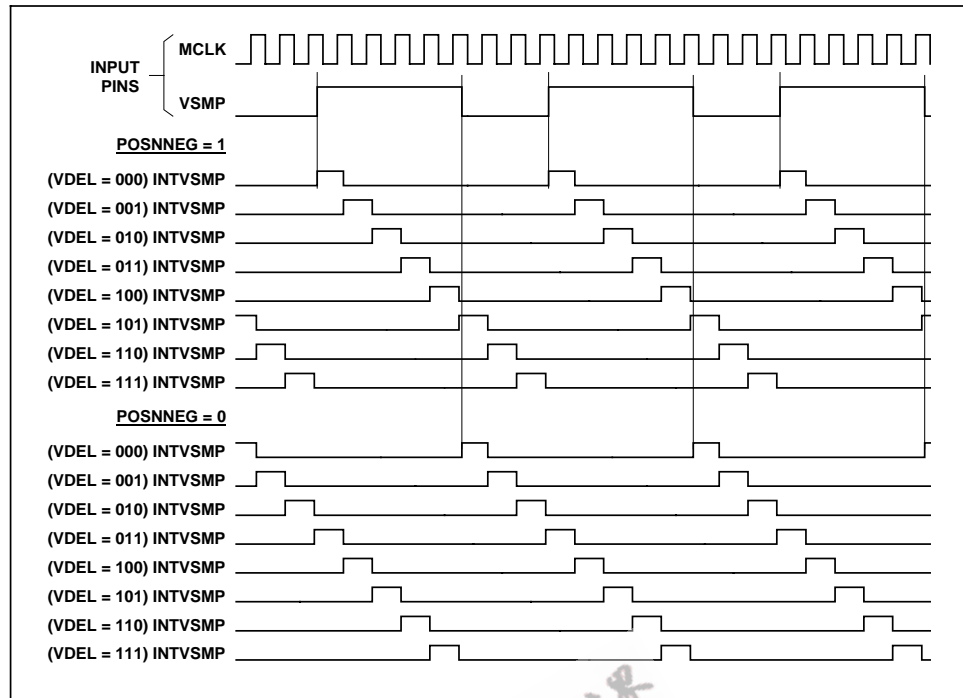 MCLK
INPUT
PINS
VSMP
POSNNEG = 1
(VDEL = 000) INTVSMP
(VDEL = 001) INTVSMP
(VDEL = 010) INTVSMP
(VDEL = 011) INTVSMP
(VDEL = 100) INTVSMP
(VDEL = 101) INTVSMP
(VDEL = 110) INTVSMP
(VDEL = 111) INTVSMP
POSNNEG = 0
(VDEL = 000) INTVSMP
(VDEL = 001) INTVSMP
(VDEL = 010) INTVSMP
(VDEL = 011) INTVSMP
(VDEL = 100) INTVSMP
(VDEL = 101) INTVSMP
(VDEL = 110) INTVSMP
(VDEL = 111) INTVSMP